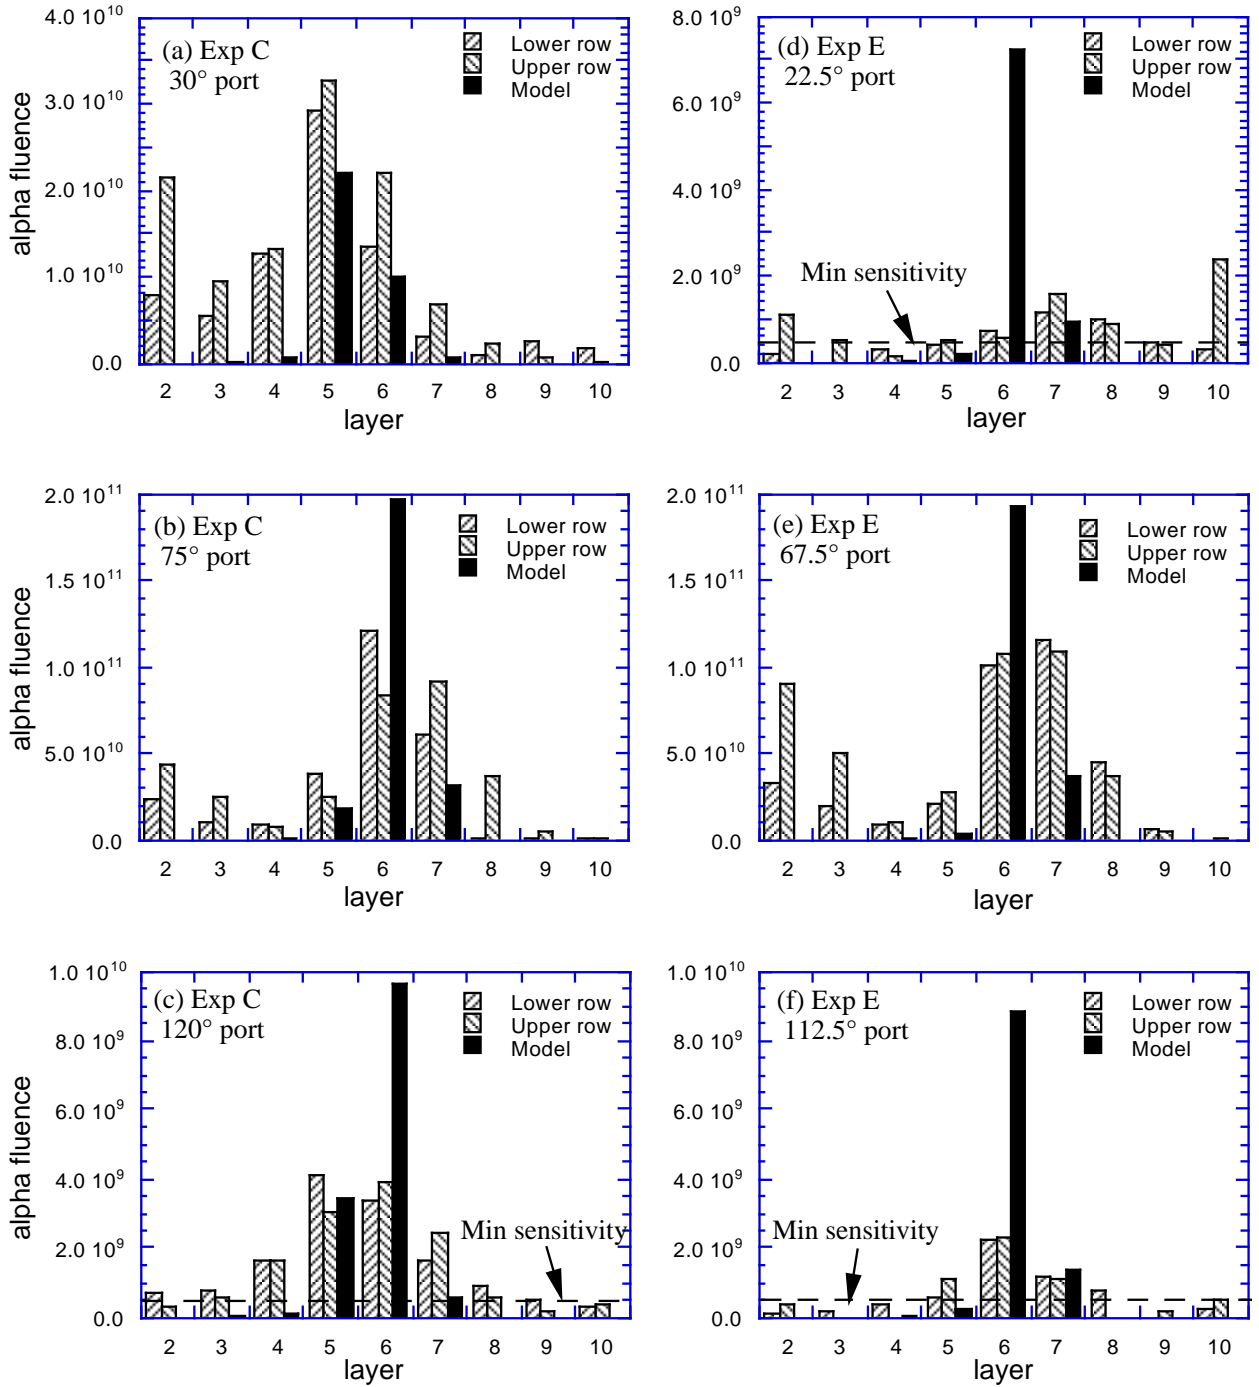 (a) Exp C
30° port
Lower row
Upper row
Model
4.0 10^10
3.0 10^10
2.0 10^10
1.0 10^10
0.0
alpha fluence
2 3 4 5 6 7 8 9 10
layer
(d) Exp E
22.5° port
Lower row
Upper row
Model
8.0 10^9
6.0 10^9
4.0 10^9
2.0 10^9
0.0
Min sensitivity
2 3 4 5 6 7 8 9 10
layer
(b) Exp C
75° port
Lower row
Upper row
Model
2.0 10^11
1.5 10^11
1.0 10^11
5.0 10^10
0.0
alpha fluence
2 3 4 5 6 7 8 9 10
layer
(e) Exp E
67.5° port
Lower row
Upper row
Model
2.0 10^11
1.5 10^11
1.0 10^11
5.0 10^10
0.0
2 3 4 5 6 7 8 9 10
layer
(c) Exp C
120° port
Lower row
Upper row
Model
1.0 10^10
8.0 10^9
6.0 10^9
4.0 10^9
2.0 10^9
0.0
alpha fluence
Min sensitivity
2 3 4 5 6 7 8 9 10
layer
(f) Exp E
112.5° port
Lower row
Upper row
Model
1.0 10^10
8.0 10^9
6.0 10^9
4.0 10^9
2.0 10^9
0.0
Min sensitivity
2 3 4 5 6 7 8 9 10
layer